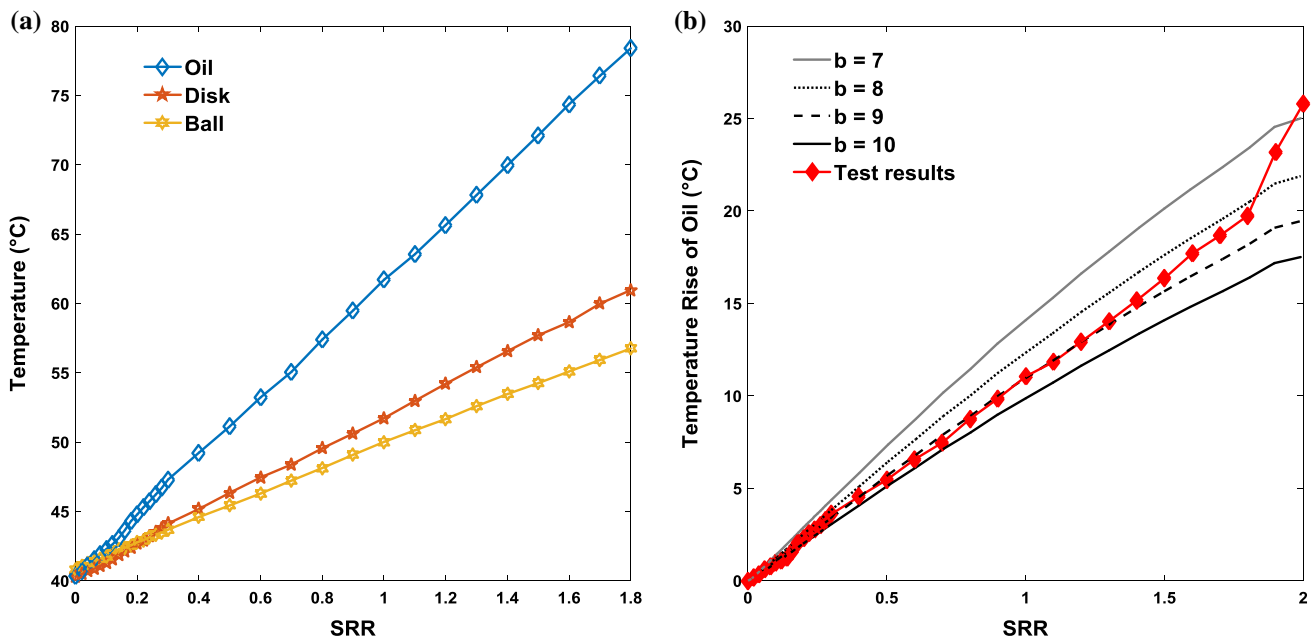 (a)
Temperature (°C)
80
75
70
65
60
55
50
45
40
Oil
Disk
Ball
0 0.2 0.4 0.6 0.8 1 1.2 1.4 1.6 1.8
SRR
(b)
Temperature Rise of Oil (°C)
30
25
20
15
10
5
0
b = 7
b = 8
b = 9
b = 10
Test results
0 0.5 1 1.5 2
SRR